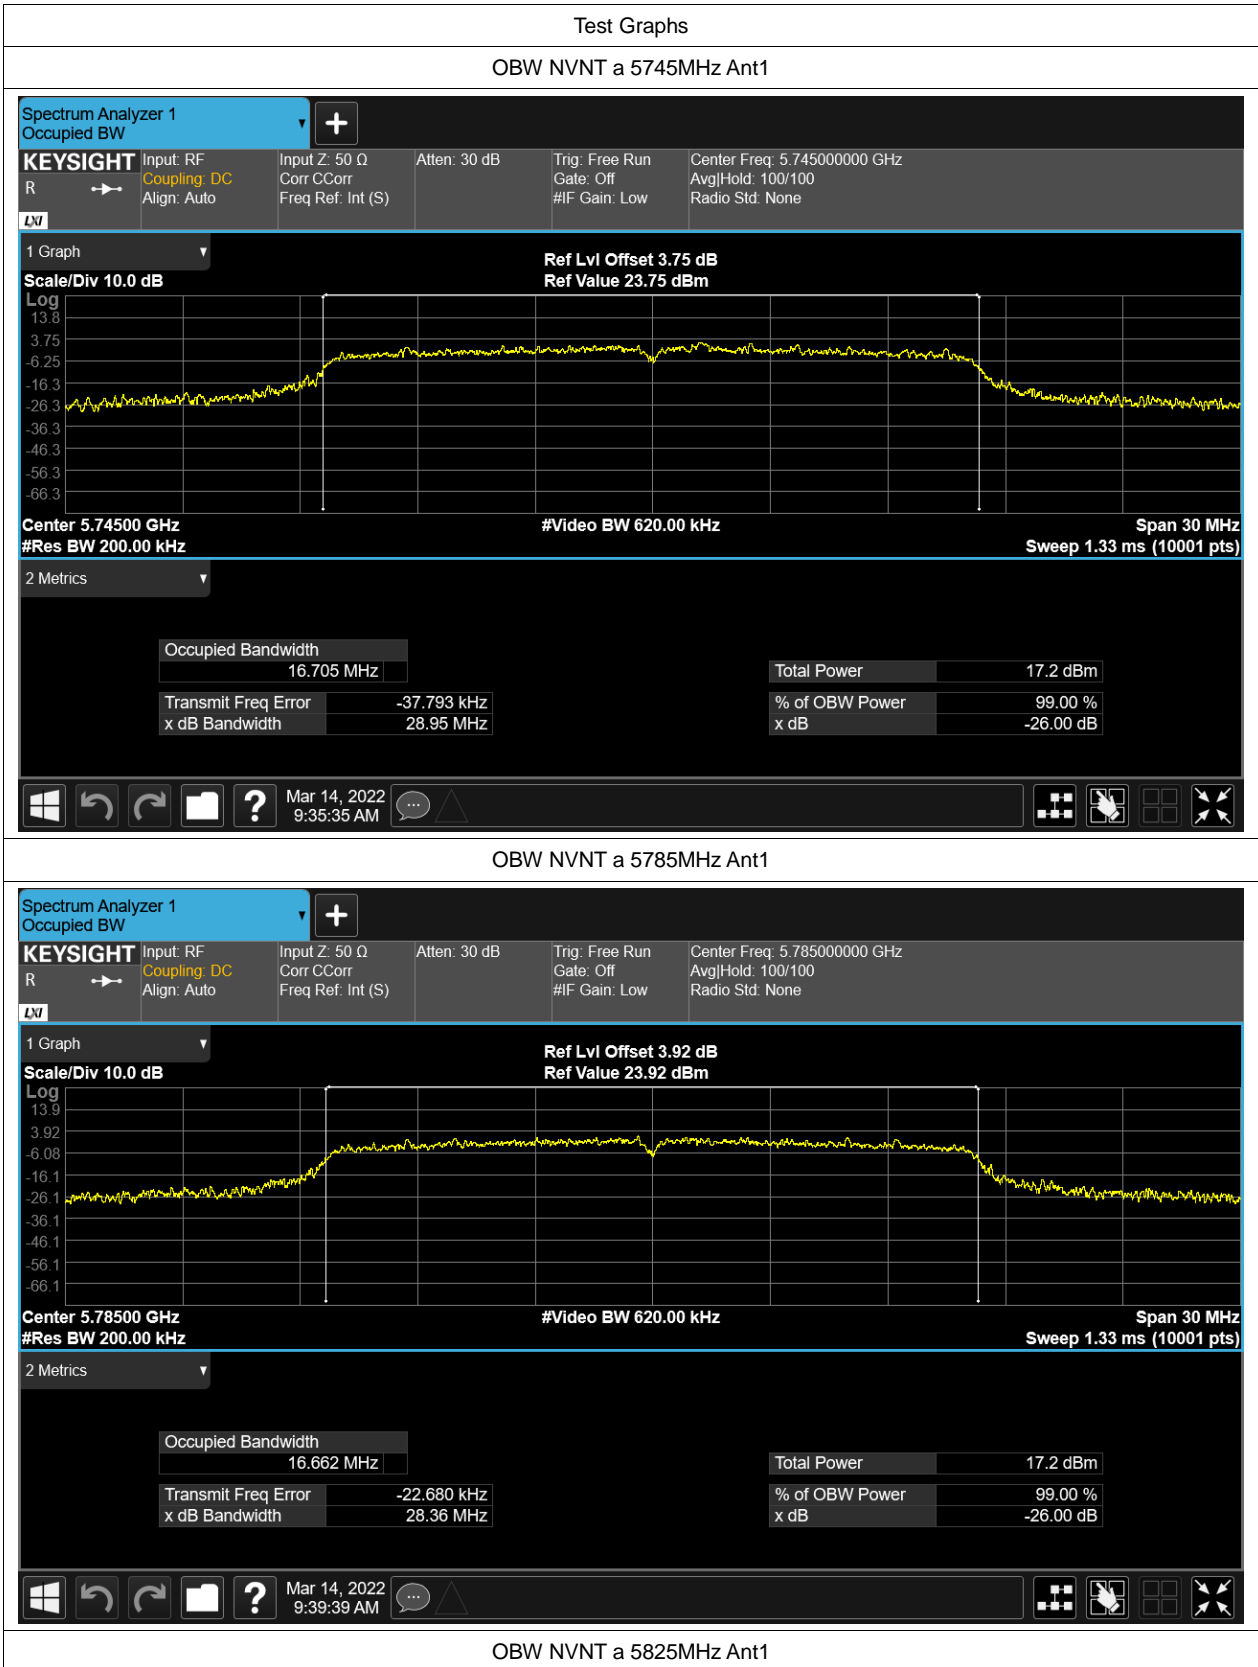 Test Graphs
OBW NVNT a 5745MHz Ant1
Spectrum Analyzer 1
Occupied BW
KEYSIGHT
R
LXI
Input: RF
Coupling: DC
Align: Auto
Input Z: 50 Ω
Corr CCorr
Freq Ref: Int (S)
Atten: 30 dB
Trig: Free Run
Gate: Off
#IF Gain: Low
Center Freq: 5.745000000 GHz
Avg|Hold: 100/100
Radio Std: None
1 Graph
Scale/Div 10.0 dB
Ref Lvl Offset 3.75 dB
Ref Value 23.75 dBm
Log
13.8
3.75
-6.25
-16.3
-26.3
-36.3
-46.3
-56.3
-66.3
Center 5.74500 GHz
#Video BW 620.00 kHz
Span 30 MHz
#Res BW 200.00 kHz
Sweep 1.33 ms (10001 pts)
2 Metrics
Occupied Bandwidth
16.705 MHz
Total Power 17.2 dBm
Transmit Freq Error -37.793 kHz
% of OBW Power 99.00 %
x dB Bandwidth 28.95 MHz
x dB -26.00 dB
Mar 14, 2022
9:35:35 AM
OBW NVNT a 5785MHz Ant1
Spectrum Analyzer 1
Occupied BW
KEYSIGHT
R
LXI
Input: RF
Coupling: DC
Align: Auto
Input Z: 50 Ω
Corr CCorr
Freq Ref: Int (S)
Atten: 30 dB
Trig: Free Run
Gate: Off
#IF Gain: Low
Center Freq: 5.785000000 GHz
Avg|Hold: 100/100
Radio Std: None
1 Graph
Scale/Div 10.0 dB
Ref Lvl Offset 3.92 dB
Ref Value 23.92 dBm
Log
13.9
3.92
-6.08
-16.1
-26.1
-36.1
-46.1
-56.1
-66.1
Center 5.78500 GHz
#Video BW 620.00 kHz
Span 30 MHz
#Res BW 200.00 kHz
Sweep 1.33 ms (10001 pts)
2 Metrics
Occupied Bandwidth
16.662 MHz
Total Power 17.2 dBm
Transmit Freq Error -22.680 kHz
% of OBW Power 99.00 %
x dB Bandwidth 28.36 MHz
x dB -26.00 dB
Mar 14, 2022
9:39:39 AM
OBW NVNT a 5825MHz Ant1